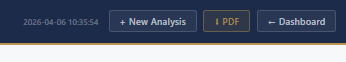 2026-04-06 10:35:54 + New Analysis ⭳ PDF ← Dashboard